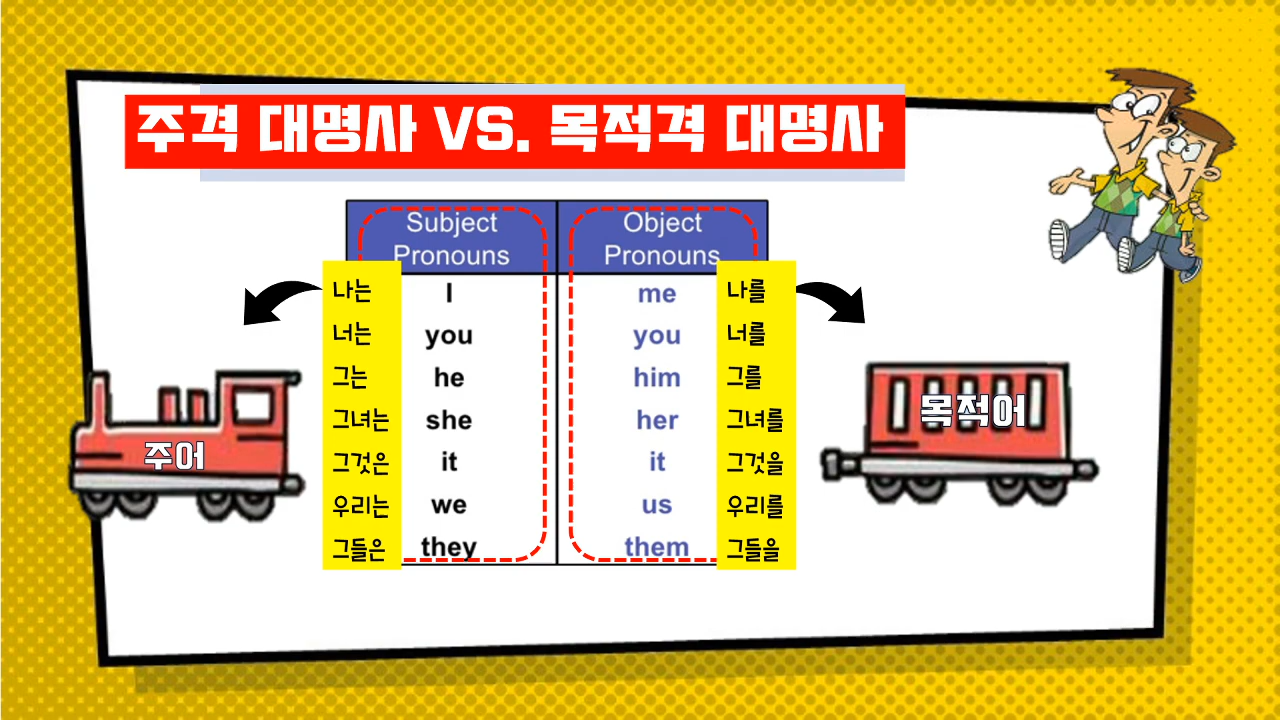 주격 대명사 VS. 목적격 대명사
Subject Pronouns
Object Pronouns
나는 I me 나를
너는 you you 너를
그는 he him 그를
그녀는 she her 그녀를
그것은 it it 그것을
우리는 we us 우리를
그들은 they them 그들을
주어
목적어